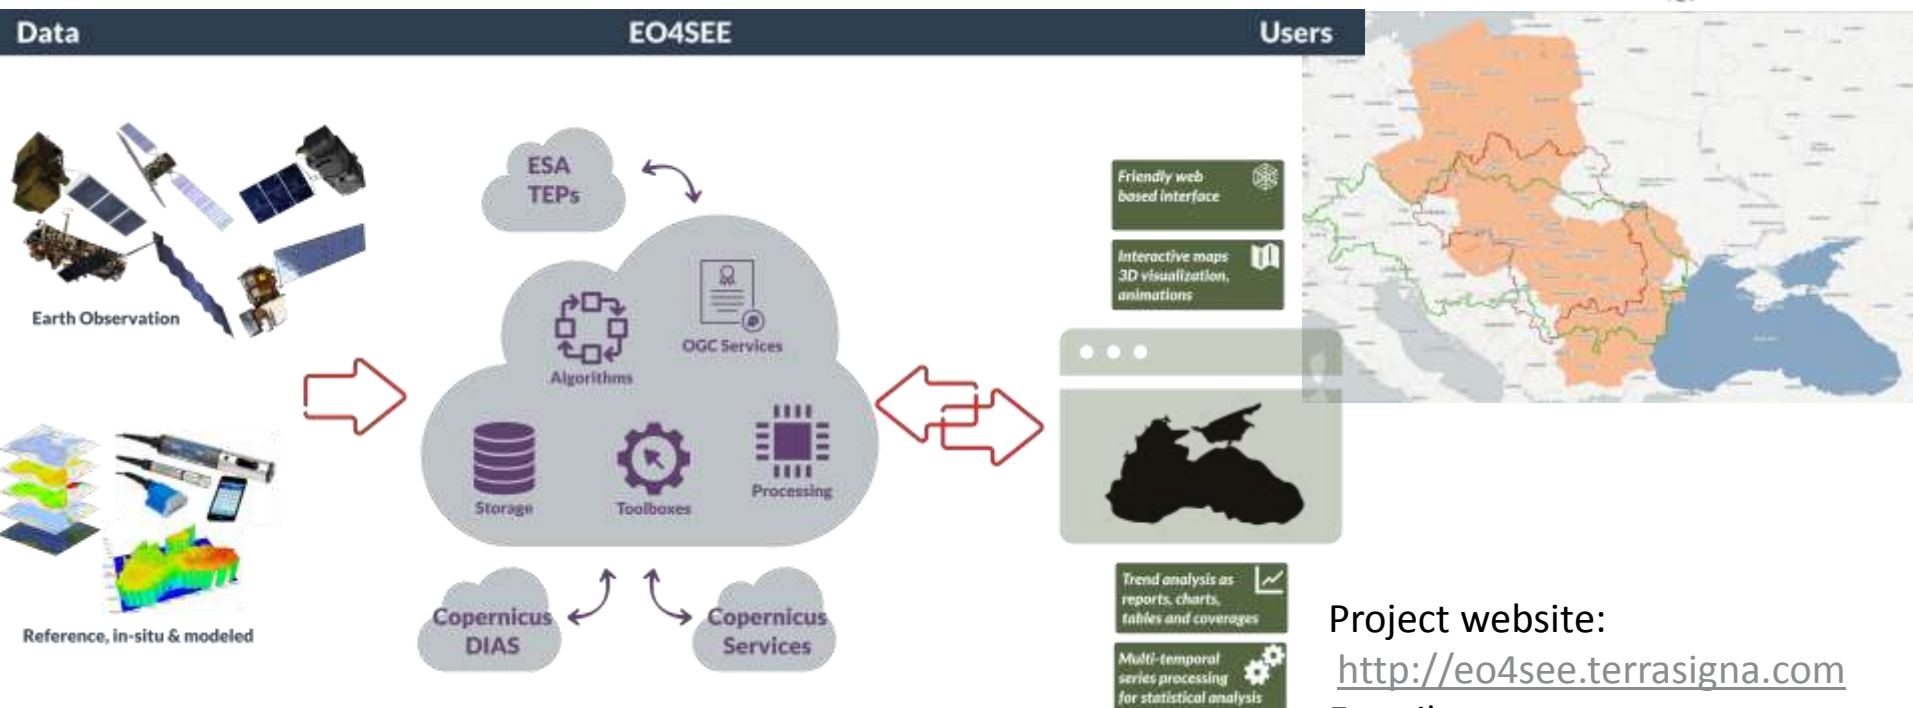 Data
EO4SEE
Users
Earth Observation
Reference, in-situ & modeled
ESA
TEPs
OGC Services
Algorithms
Storage
Toolboxes
Processing
Copernicus
DIAS
Copernicus
Services
Friendly web
based interface
Interactive maps
3D visualization,
animations
Trend analysis as
reports, charts,
tables and coverages
Multi-temporal
series processing
for statistical analysis
Project website:
http://eo4see.terrasigna.com